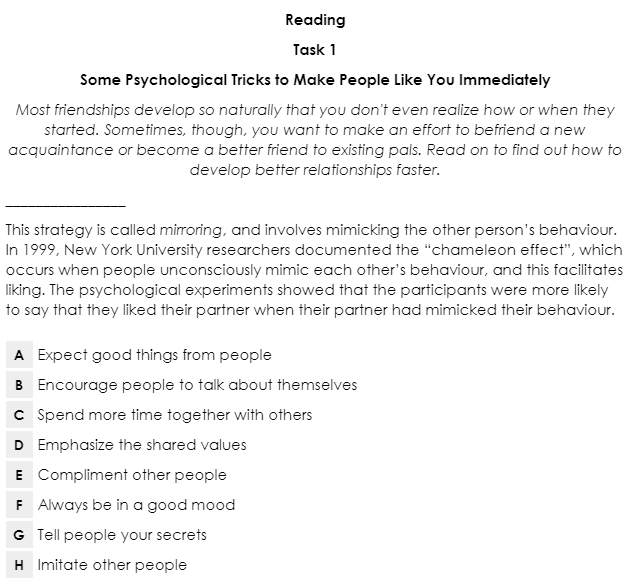 Reading
Task 1
Some Psychological Tricks to Make People Like You Immediately
Most friendships develop so naturally that you don't even realize how or when they
started. Sometimes, though, you want to make an effort to befriend a new
acquaintance or become a better friend to existing pals. Read on to find out how to
develop better relationships faster.
________________
This strategy is called mirroring, and involves mimicking the other person's behaviour.
In 1999, New York University researchers documented the “chameleon effect”, which
occurs when people unconsciously mimic each other's behaviour, and this facilitates
liking. The psychological experiments showed that the participants were more likely
to say that they liked their partner when their partner had mimicked their behaviour.
A Expect good things from people
B Encourage people to talk about themselves
C Spend more time together with others
D Emphasize the shared values
E Compliment other people
F Always be in a good mood
G Tell people your secrets
H Imitate other people